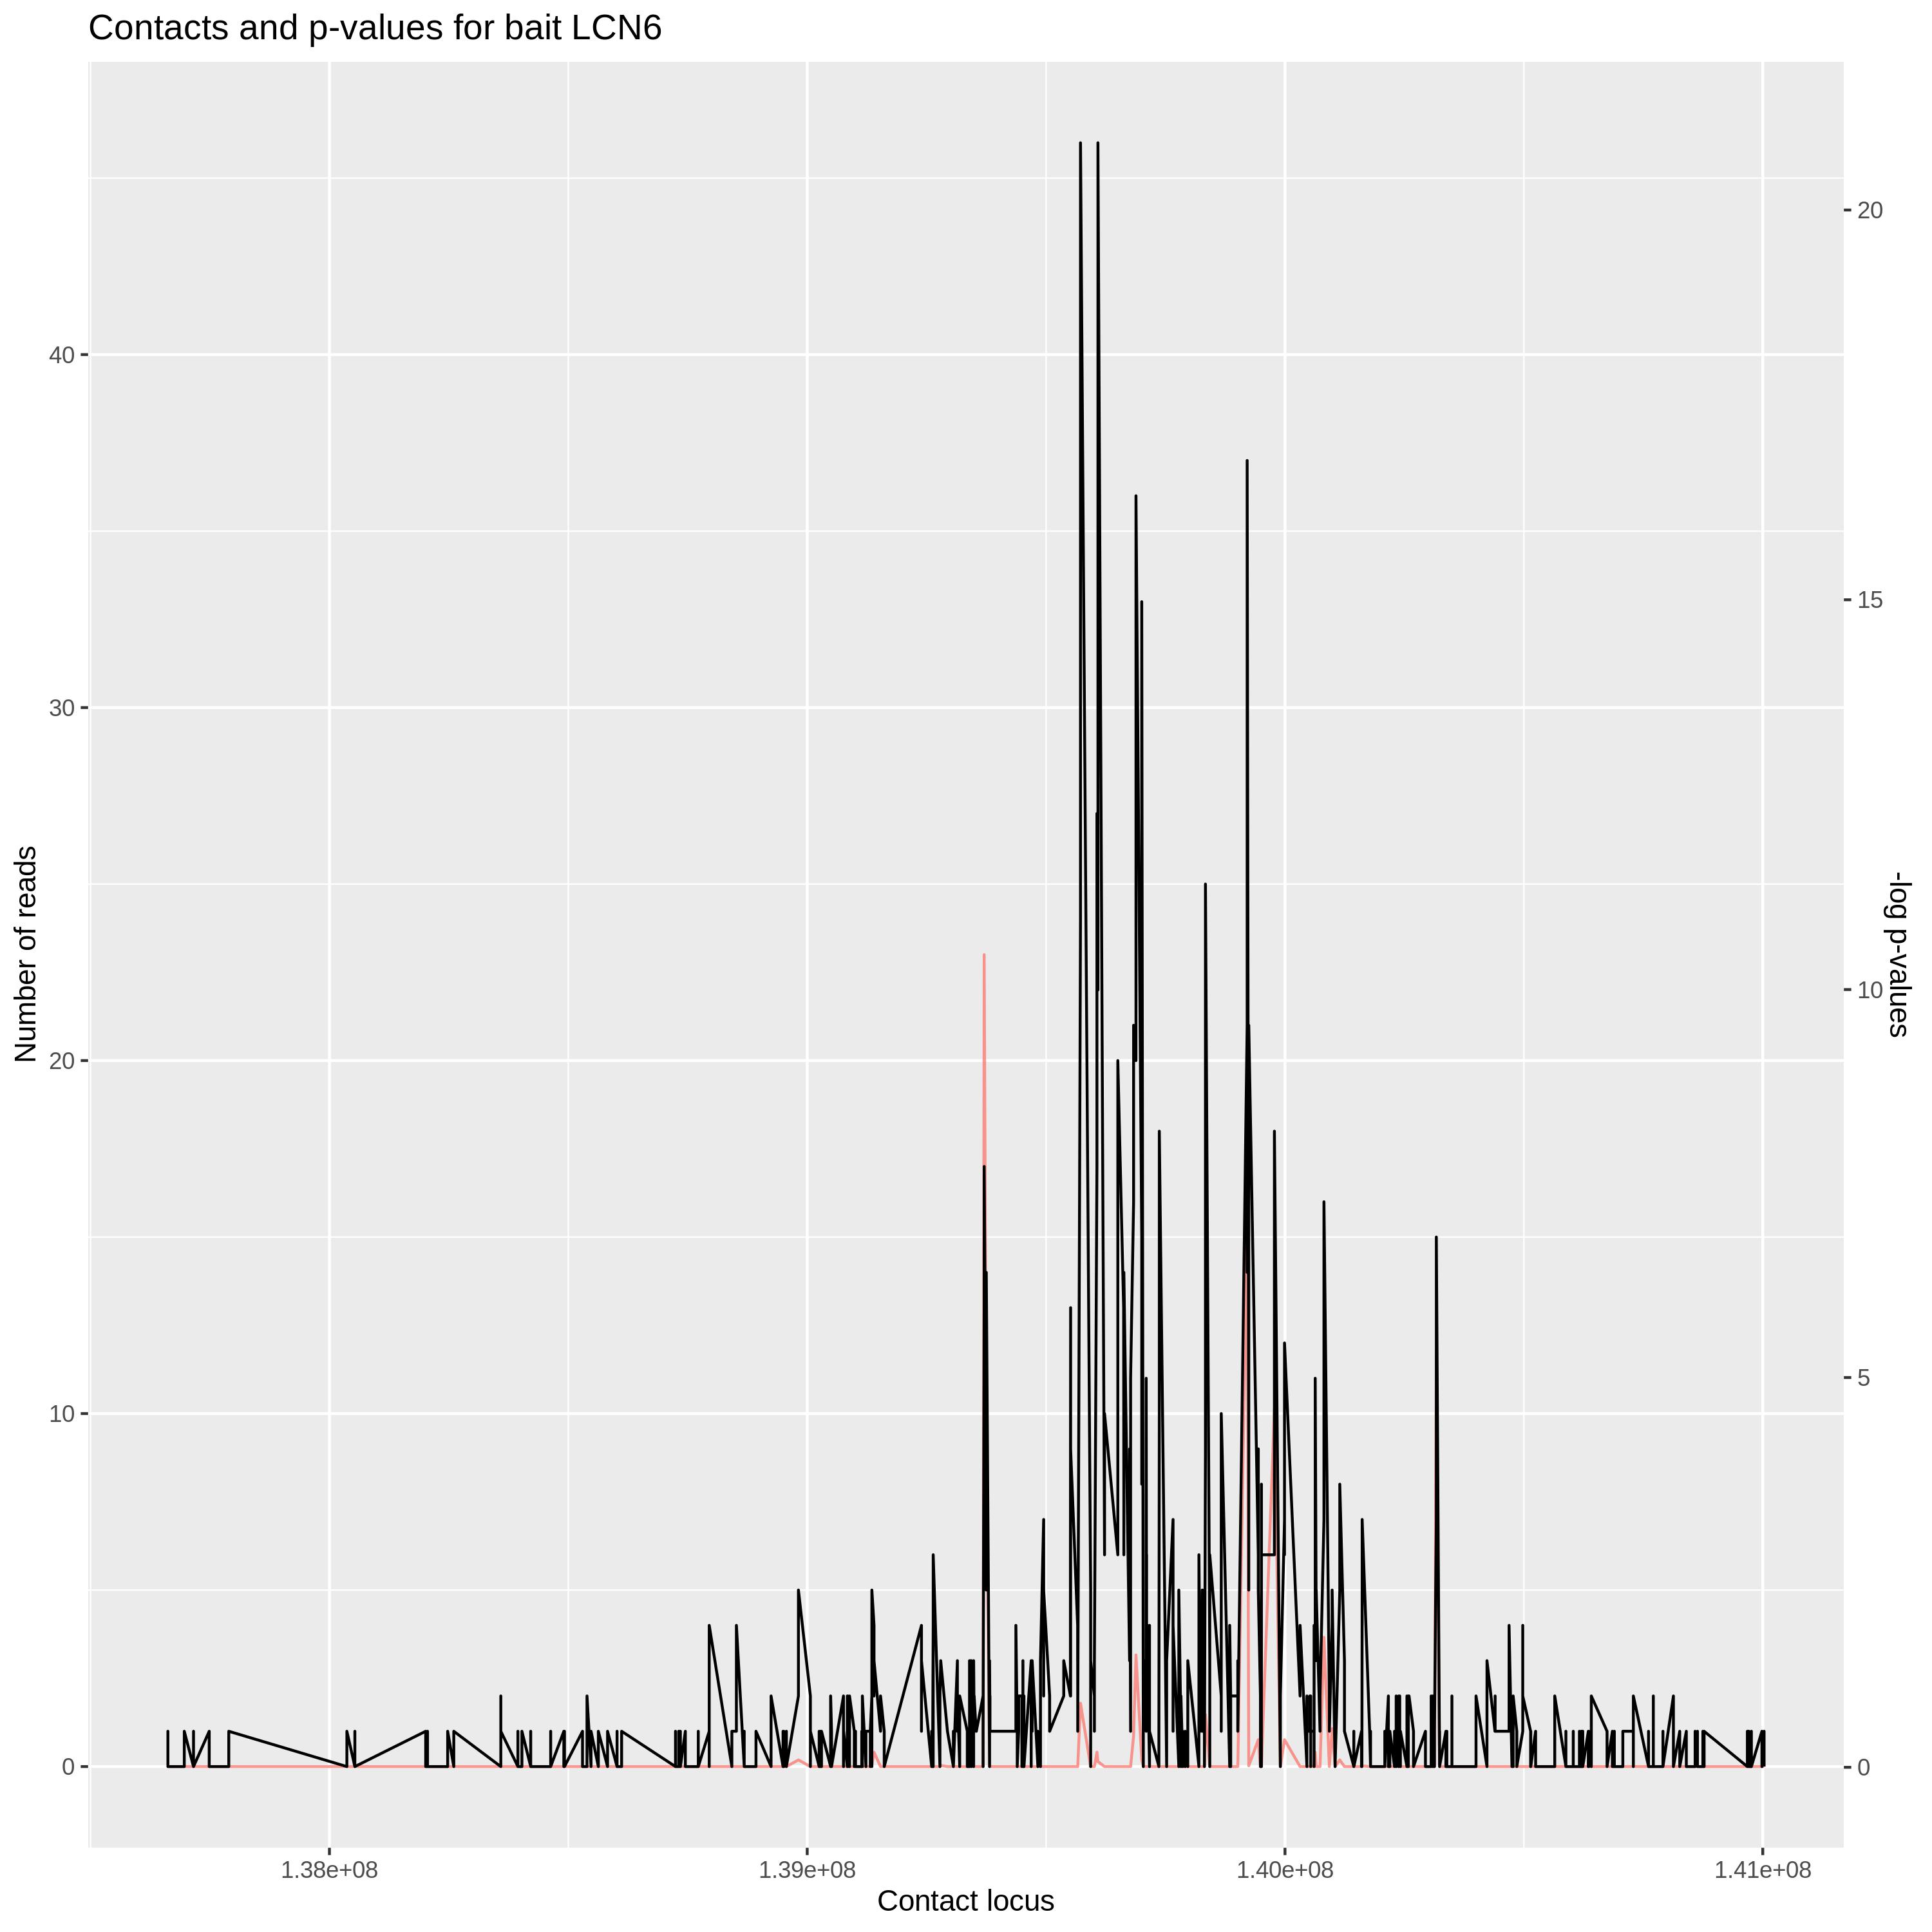 Contacts and p-values for bait LCN6
Number of reads
40
30
20
10
0
20
15
10
5
0
-log p-values
1.38e+08 1.39e+08 1.40e+08 1.41e+08
Contact locus